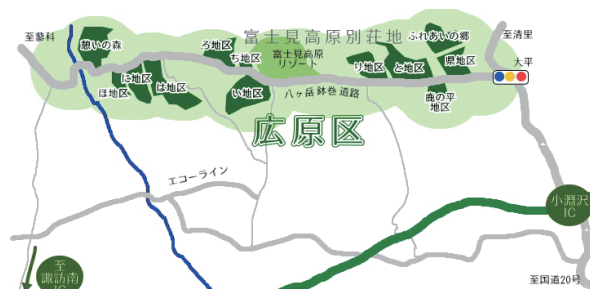 至蓼科
憩いの森
ほ地区
に地区
は地区
ろ地区
ち地区
い地区
富士見高原別荘地
富士見高原
リゾート
八ヶ岳鉢巻道路
り地区
と地区
ふれあいの郷
県地区
鹿の平
地区
至清里
大平
広原区
エコーライン
小淵沢
IC
至
諏訪南
IC
至国道20号